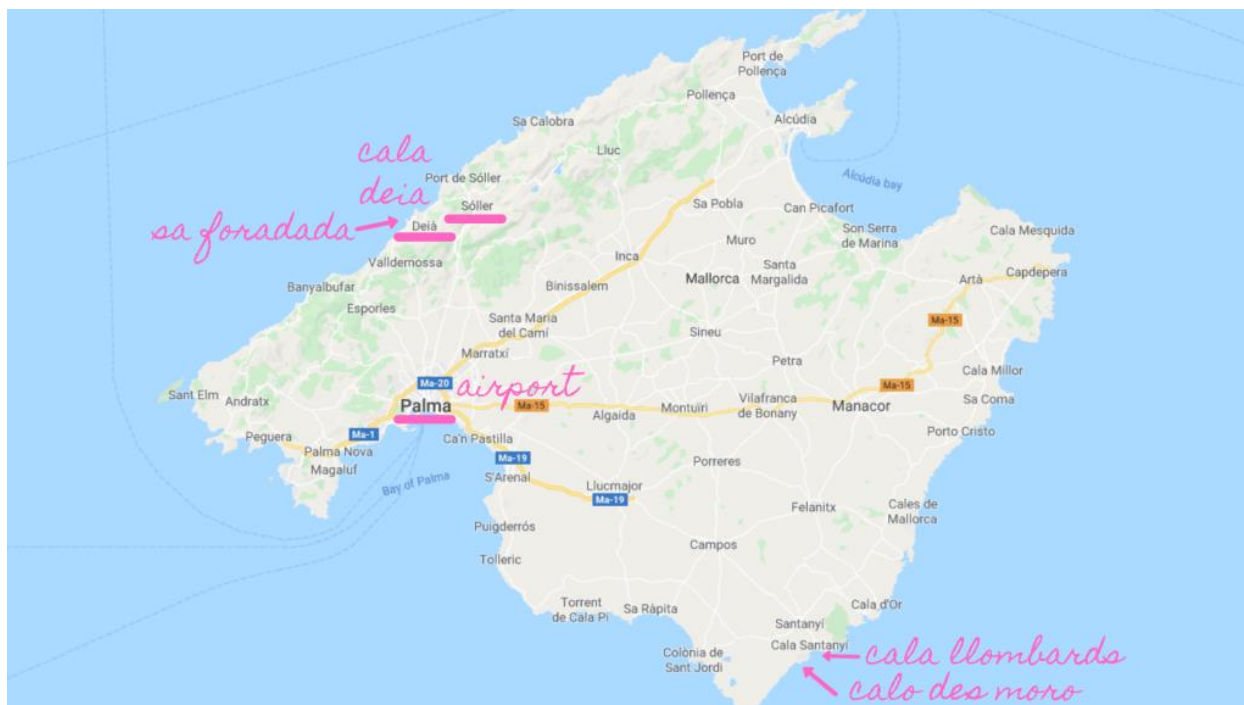 Port de
Pollença
Pollença
Sa Calobra
Alcúdia
cala
deia
Lluc
Port de Sóller
Alcúdia bay
Sóller
Sa Pobla
Can Picafort
sa foradada
Deià
Son Serra
de Marina
Cala Mesquida
Muro
Valldemossa
Inca
Santa
Margalida
Capdepera
Artà
Mallorca
Banyalbufar
Binissalem
Esporles
Santa María
del Camí
Ma-15
Sineu
Marratxí
Petra
Cala Millor
Ma-20
airport
Ma-15
Sant Elm
Andratx
Palma
Ma-15
Vilafranca
de Bonany
Manacor
Sa Coma
Montuïri
Algaida
Peguera
Ma-1
Ca'n Pastilla
Porto Cristo
Palma Nova
Magaluf
Ma-19
Porreres
Bay of Palma
S'Arenal
Llucmajor
Ma-19
Felanitx
Cales de
Mallorca
Puigderrós
Campos
Tolleric
Torrent
de Cala Pi
Sa Ràpita
Cala d'Or
Santanyí
Cala Santanyí
Colònia de
Sant Jordi
cala llombards
calo des moro